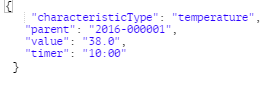 {
"characteristicType": "temperature",
"parent": "2016-000001",
"value": "38.0",
"timer": "10:00"
}